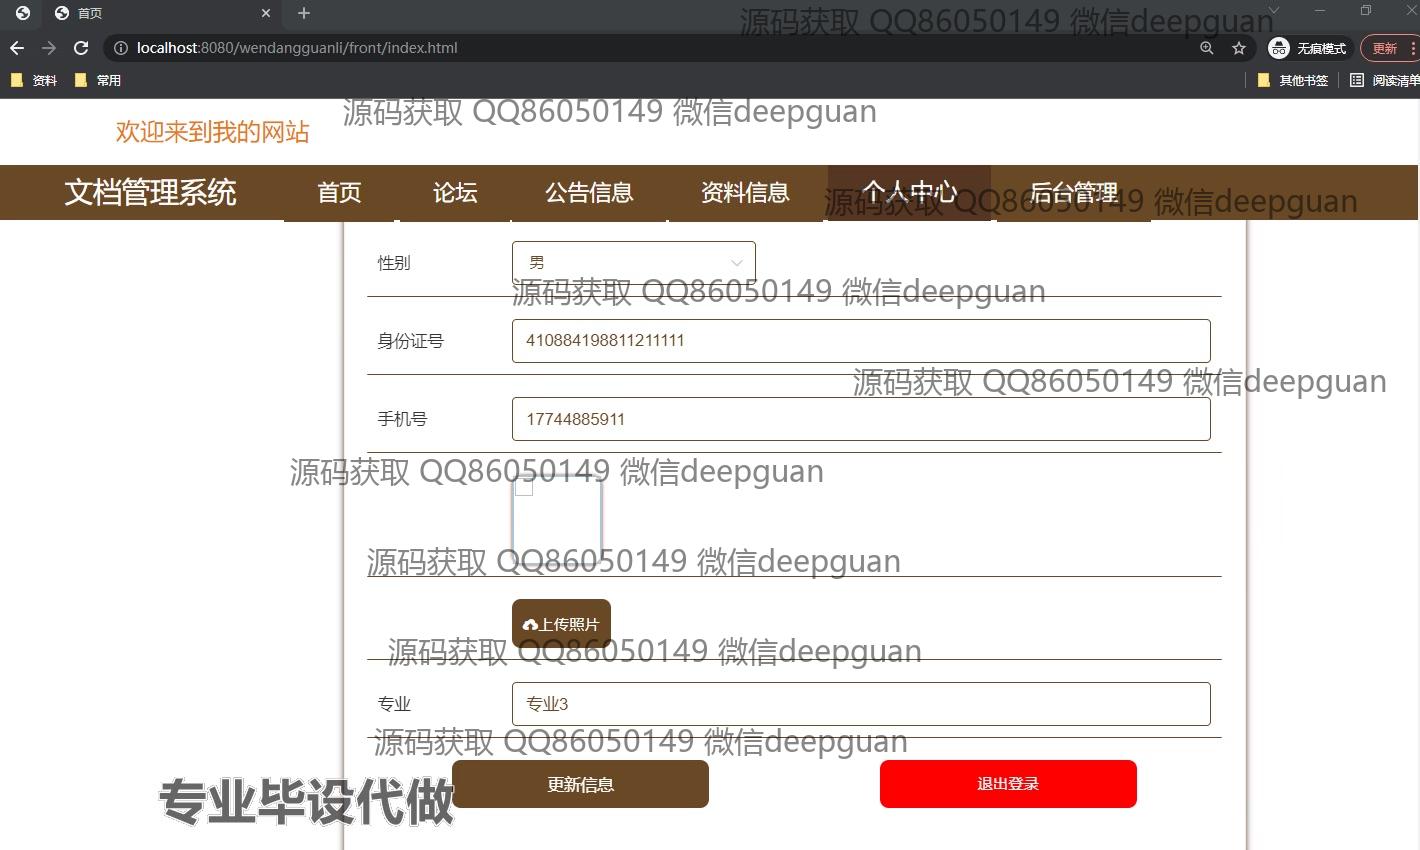 首页
源码获取 QQ86050149 微信deepguan
localhost:8080/wendangguanli/front/index.html
无痕模式
更新
资料
常用
其他书签
阅读清单
源码获取 QQ86050149 微信deepguan
欢迎来到我的网站
文档管理系统
首页
论坛
公告信息
资料信息
个人中心
后台管理
源码获取 QQ86050149 微信deepguan
性别
男
源码获取 QQ86050149 微信deepguan
身份证号
410884198811211111
源码获取 QQ86050149 微信deepguan
手机号
17744885911
源码获取 QQ86050149 微信deepguan
源码获取 QQ86050149 微信deepguan
上传照片
源码获取 QQ86050149 微信deepguan
专业
专业3
源码获取 QQ86050149 微信deepguan
更新信息
退出登录
专业毕设代做